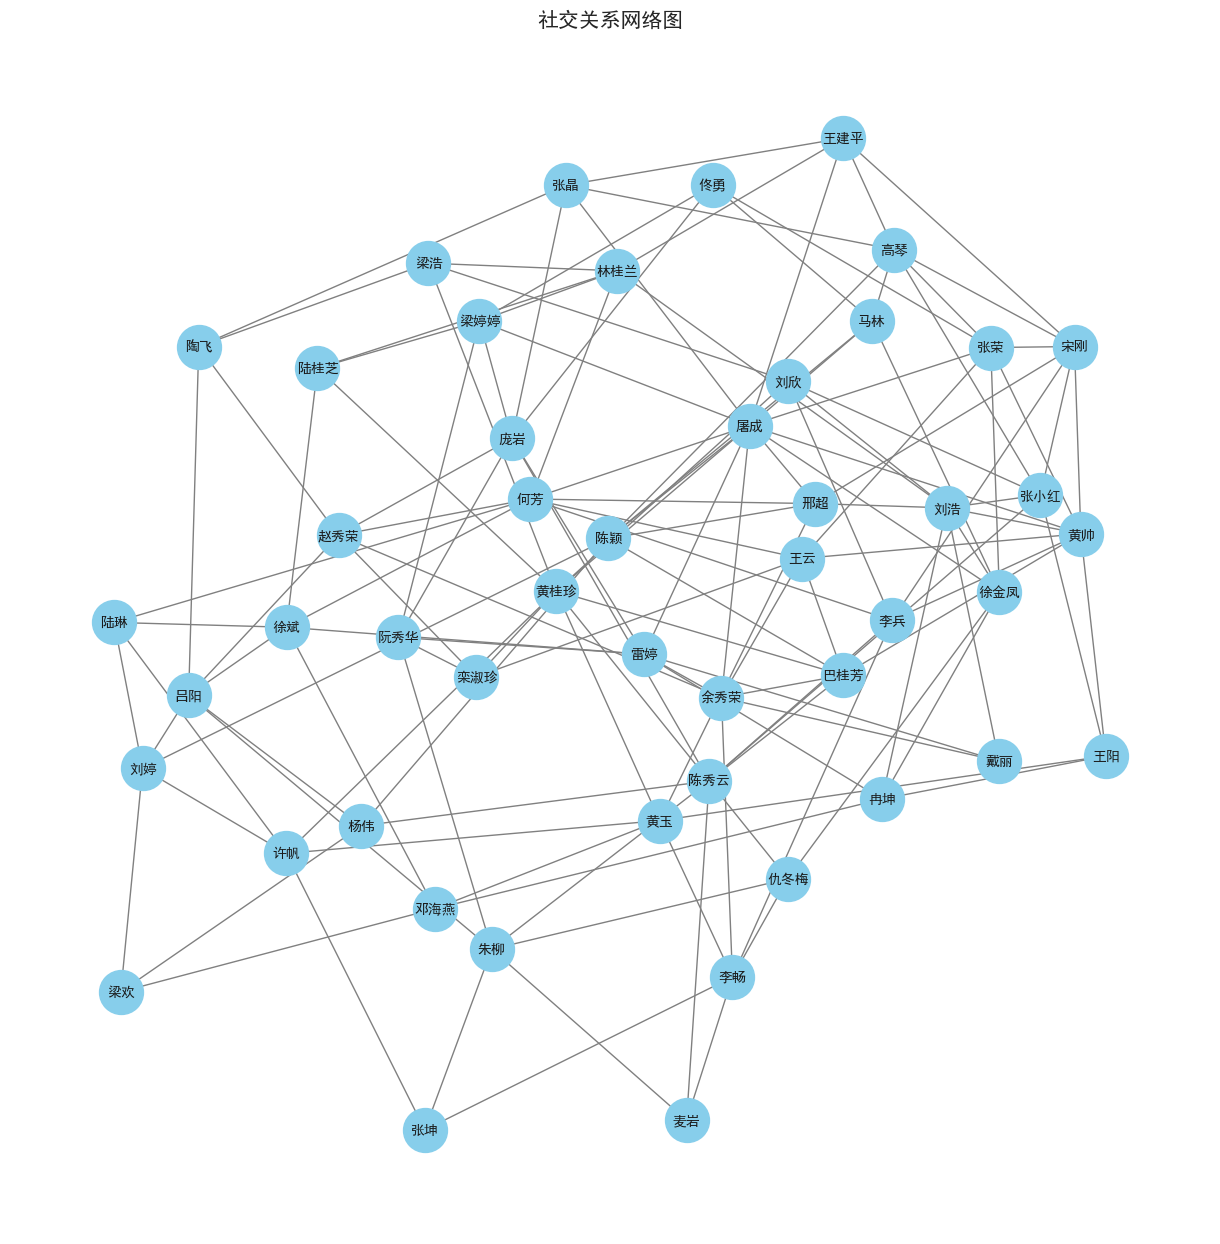 社交关系网络图
王建平
张晶
佟勇
高琴
梁浩
林桂兰
梁婷婷
马林
陶飞
张荣
宋刚
陆桂芝
刘欣
屠成
庞岩
何芳
张小红
邢超
刘浩
赵秀荣
陈颖
黄帅
王云
黄桂珍
徐金凤
陆琳
徐斌
李兵
阮秀华
雷婷
栾淑珍
巴桂芳
吕阳
余秀荣
刘婷
戴丽
王阳
陈秀云
冉坤
杨伟
黄玉
许帆
仇冬梅
邓海燕
朱柳
李畅
梁欢
麦岩
张坤